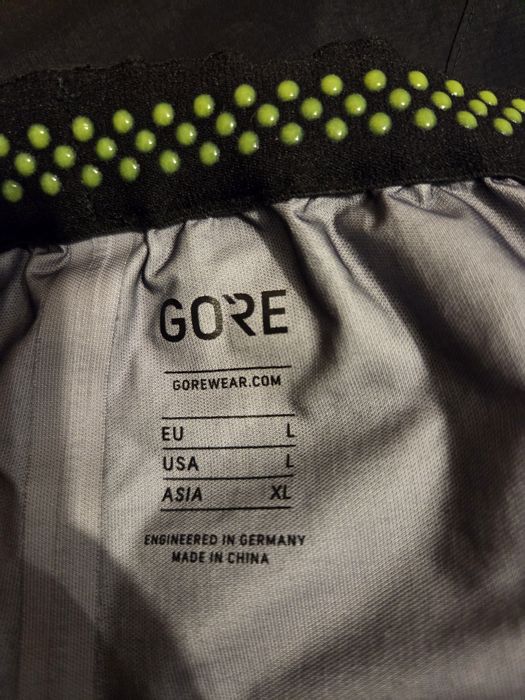 GORE
GOREWEAR.COM
EU L
USA L
ASIA XL
ENGINEERED IN GERMANY
MADE IN CHINA